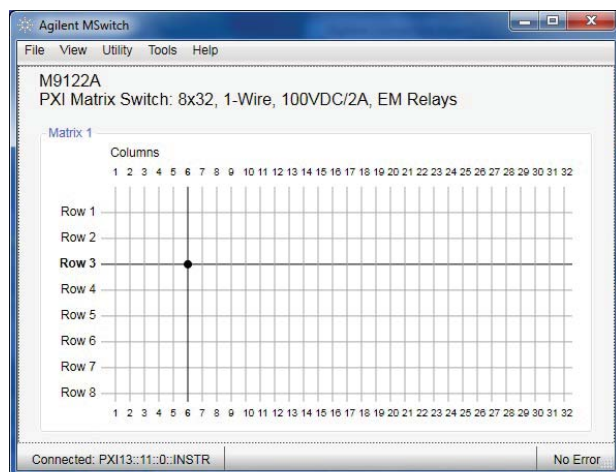 Agilent MSwitch
File View Utility Tools Help
M9122A
PXI Matrix Switch: 8x32, 1-Wire, 100VDC/2A, EM Relays
Matrix 1
Columns
1 2 3 4 5 6 7 8 9 10 11 12 13 14 15 16 17 18 19 20 21 22 23 24 25 26 27 28 29 30 31 32
Row 1
Row 2
Row 3
Row 4
Row 5
Row 6
Row 7
Row 8
1 2 3 4 5 6 7 8 9 10 11 12 13 14 15 16 17 18 19 20 21 22 23 24 25 26 27 28 29 30 31 32
Connected: PXI13::11::0::INSTR No Error